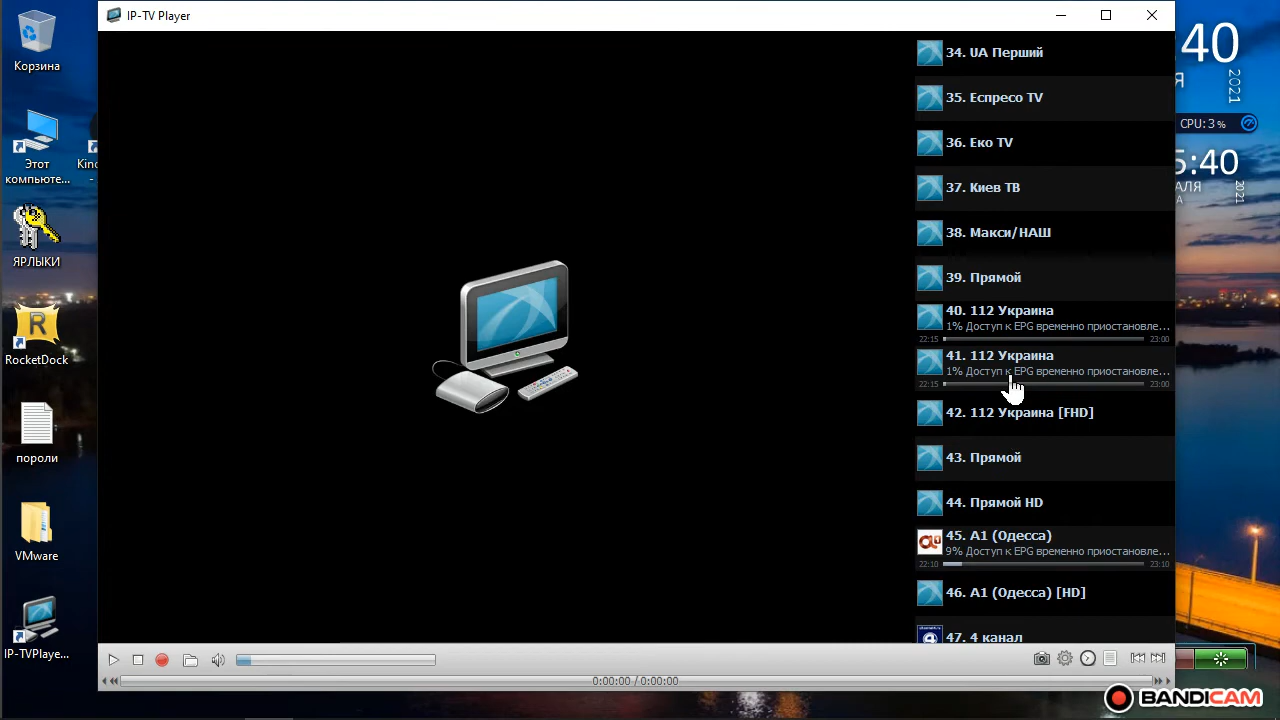 IP-TV Player
Корзина
Этот
компьюте...
Kinо
-
ЯРЛЫКИ
RocketDock
пороли
VMware
IP-TVPlaye...
34. UA Перший
35. Еспресо TV
36. Еко TV
37. Киев ТВ
38. Макси/НАШ
39. Прямой
40. 112 Украина
1% Доступ к EPG временно приостановле...
22:15 23:00
41. 112 Украина
1% Доступ к EPG временно приостановле...
22:15 23:00
42. 112 Украина [FHD]
43. Прямой
44. Прямой HD
45. А1 (Одесса)
9% Доступ к EPG временно приостановле...
22:10 23:10
46. А1 (Одесса) [HD]
47. 4 канал
0:00:00 / 0:00:00
:40
Я
2021
CPU: 3 %
5:40
АЛЯ
А
2021
BANDICAM